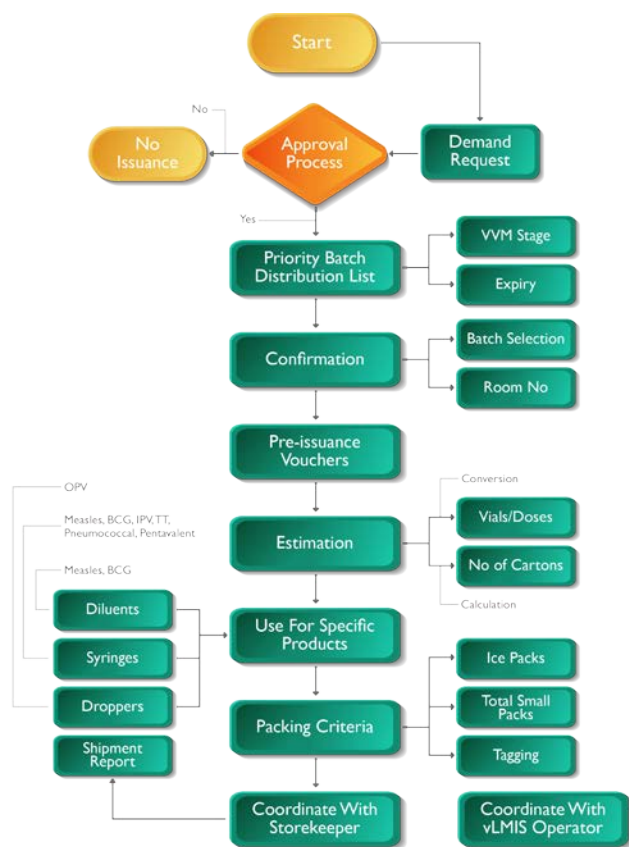 Start
No
No
Issuance
Approval
Process
Demand
Request
Yes
Priority Batch
Distribution List
VVM Stage
Expiry
Confirmation
Batch Selection
Room No
Pre-issuance
Vouchers
OPV
Measles, BCG, IPV, TT,
Pneumococcal, Pentavalent
Measles, BCG
Estimation
Conversion
Vials/Doses
No of Cartons
Calculation
Diluents
Syringes
Droppers
Use For Specific
Products
Ice Packs
Total Small
Packs
Tagging
Packing Criteria
Shipment
Report
Coordinate With
Storekeeper
Coordinate With
vLMIS Operator